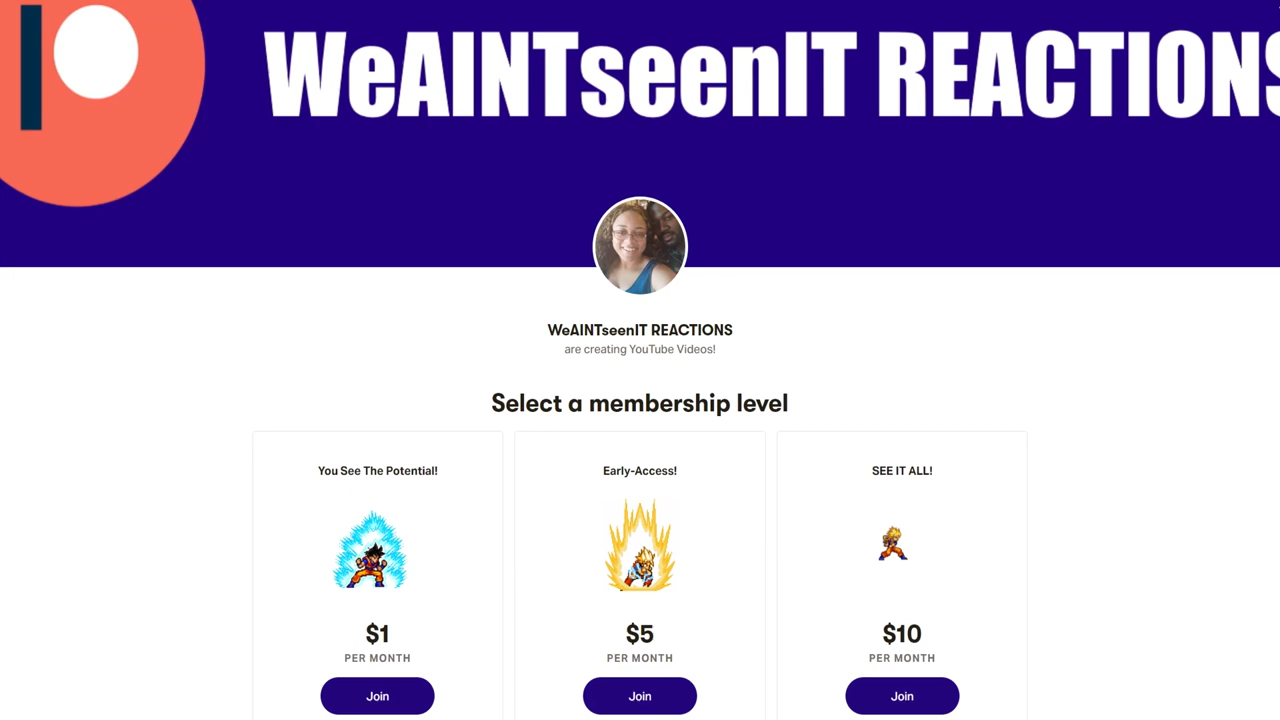 WeAINTseenIT REACTIONS
WeAINTseenIT REACTIONS
are creating YouTube Videos!
Select a membership level
You See The Potential!
Early-Access!
SEE IT ALL!
$1
$5
$10
PER MONTH
PER MONTH
PER MONTH
Join
Join
Join